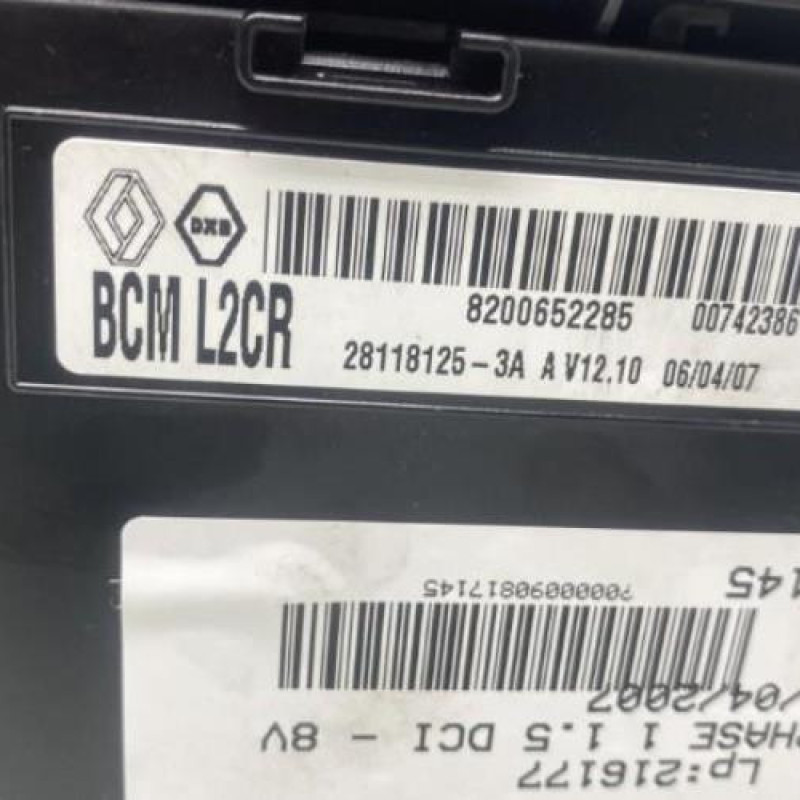 DXB
BCM L2CR
8200652285 00742386
28118125-3A A V12.10 06/04/07
Lp:216177
PHASE 1 1.5 DCI - 8V
/04/2007
7000090817145
145